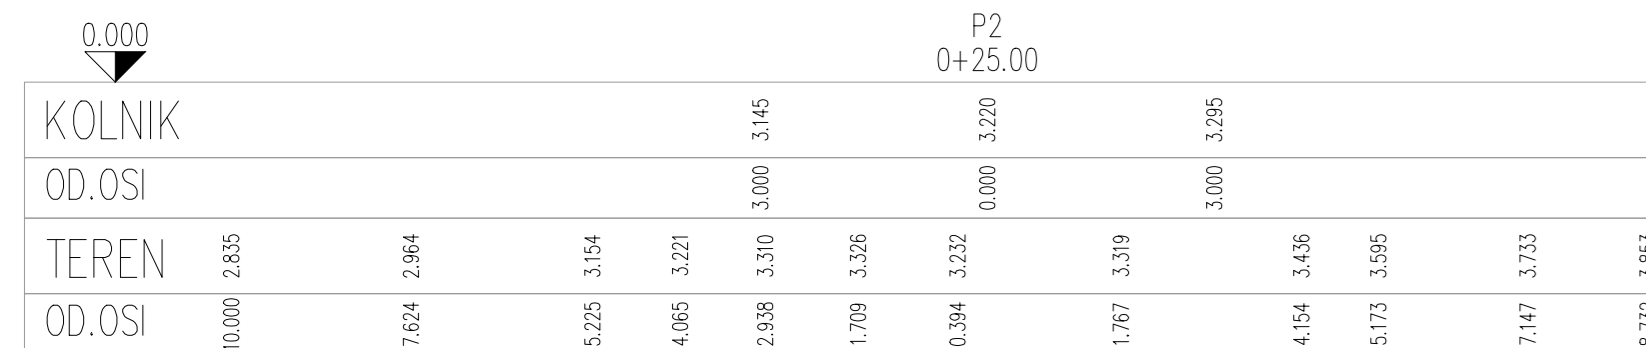 0.000
P2
0+25.00
KOLNIK 3.145 3.220 3.295
OD.OSI 3.000 0.000 3.000
TEREN 2.835 2.964 3.154 3.221 3.310 3.326 3.232 3.319 3.436 3.595 3.733
OD.OSI 10.000 7.624 5.225 4.065 2.938 1.709 0.394 1.767 4.154 5.173 7.147